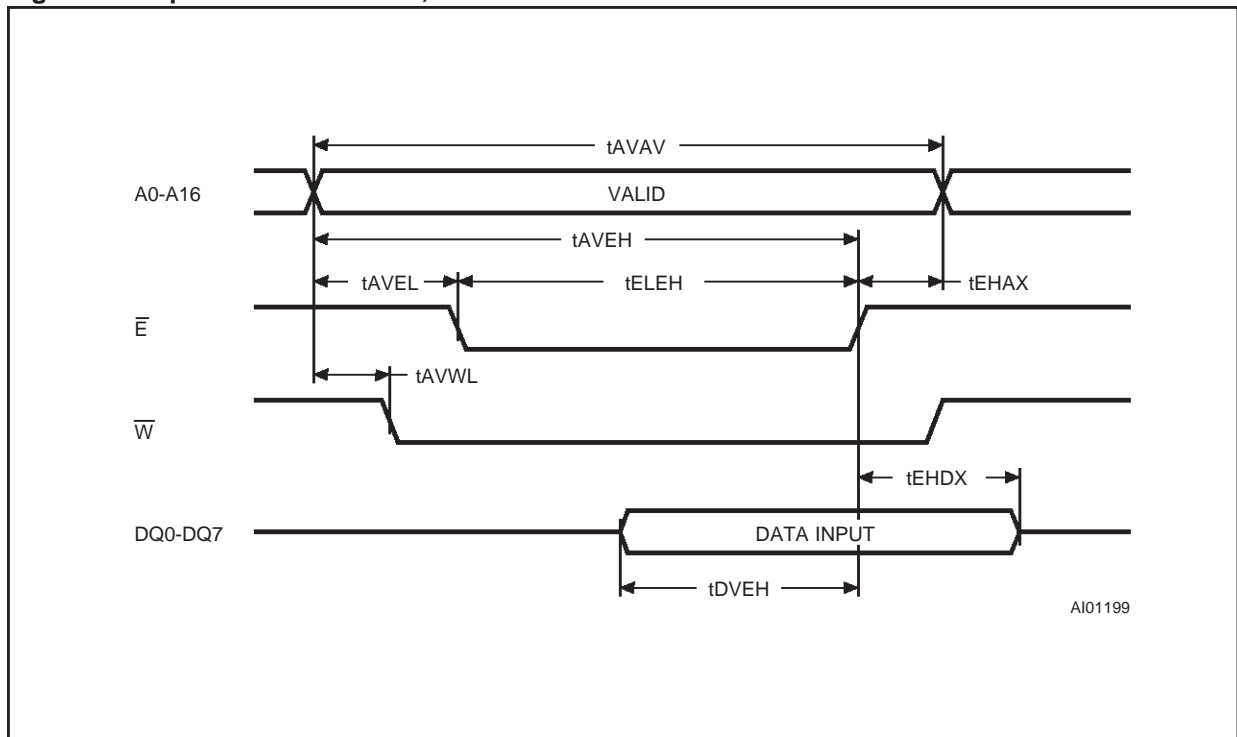 tAVAV
A0-A16
VALID
tAVEH
tAVEL
tELEH
tEHAX
E̅
tAVWL
W̅
tEHDX
DQ0-DQ7
DATA INPUT
tDVEH
AI01199